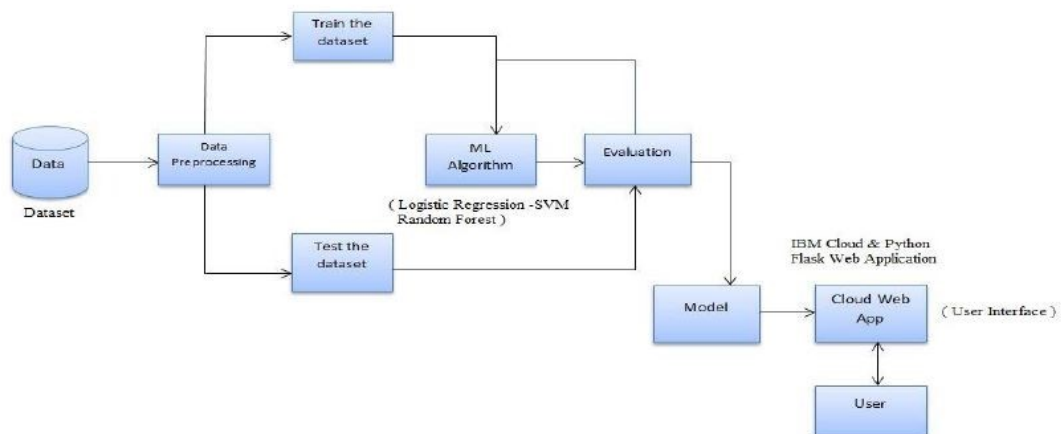 Train the
dataset
Data
Dataset
Data
Preprocessing
ML
Algorithm
( Logistic Regression -SVM
Random Forest )
Evaluation
Test the
dataset
IBM Cloud & Python
Flask Web Application
Model
Cloud Web
App
( User Interface )
User